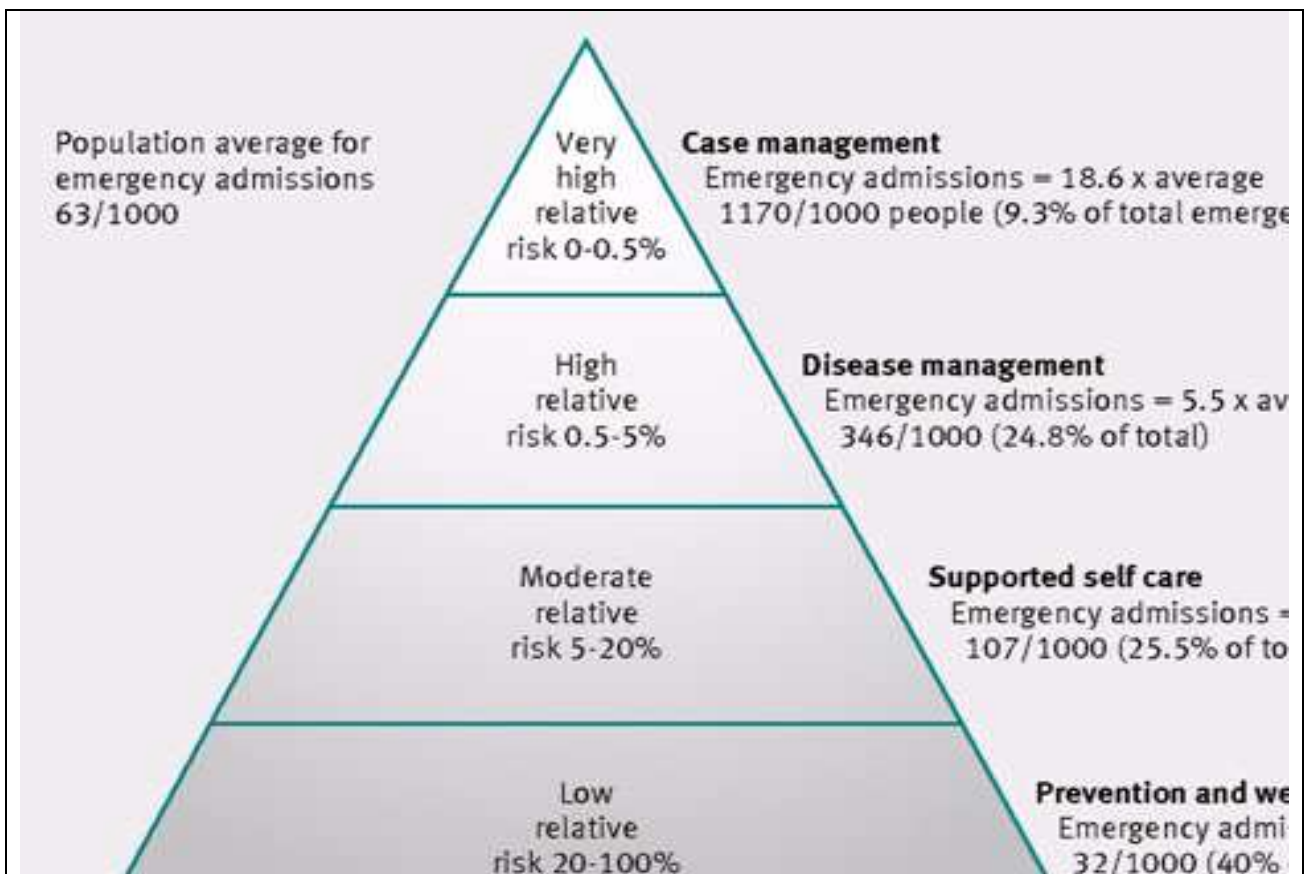 Population average for
emergency admissions
63/1000
Very
high
relative
risk 0-0.5%
Case management
Emergency admissions = 18.6 x average
1170/1000 people (9.3% of total emerge
High
relative
risk 0.5-5%
Disease management
Emergency admissions = 5.5 x av
346/1000 (24.8% of total)
Moderate
relative
risk 5-20%
Supported self care
Emergency admissions =
107/1000 (25.5% of to
Low
relative
risk 20-100%
Prevention and we
Emergency admi
32/1000 (40%